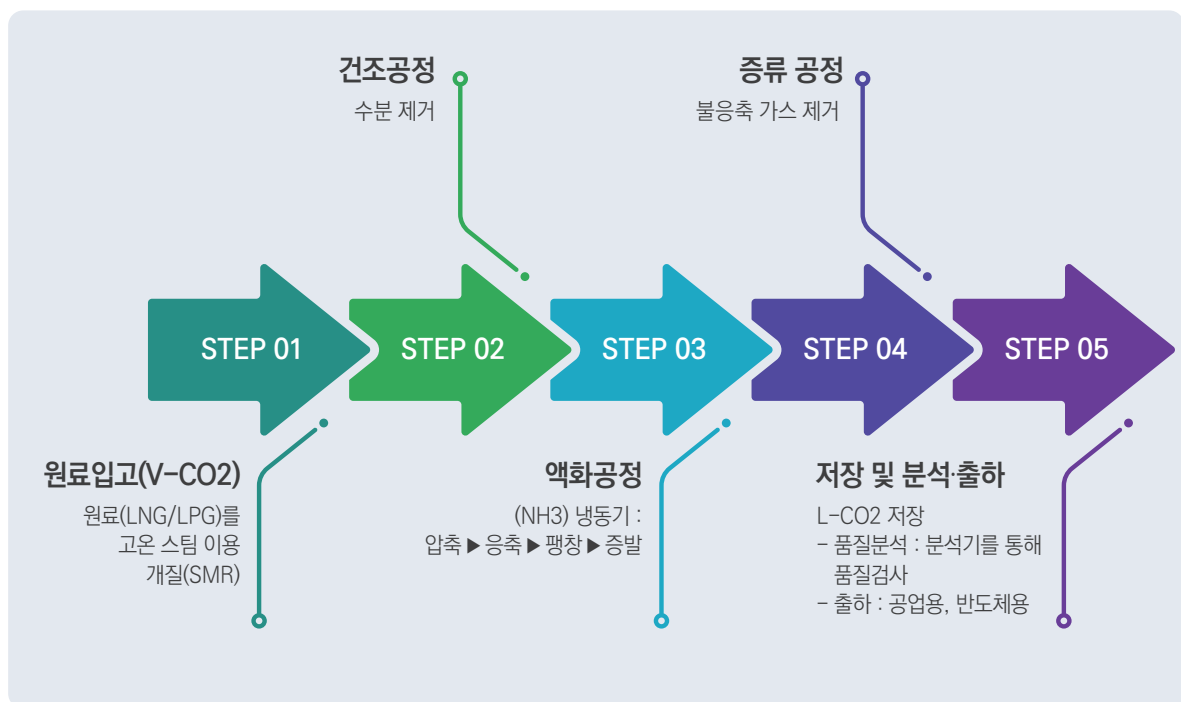 건조공정
수분 제거
증류 공정
불응축 가스 제거
STEP 01
STEP 02
STEP 03
STEP 04
STEP 05
원료입고(V-CO2)
원료(LNG/LPG)를
고온 스팀 이용
개질(SMR)
액화공정
(NH3) 냉동기 :
압축 ▶ 응축 ▶ 팽창 ▶ 증발
저장 및 분석·출하
L-CO2 저장
- 품질분석 : 분석기를 통해
품질검사
- 출하 : 공업용, 반도체용